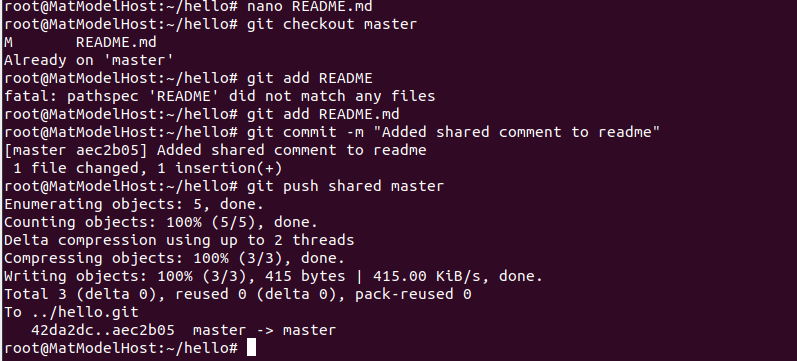 root@MatModelHost:~/hello# nano README.md
root@MatModelHost:~/hello# git checkout master
M       README.md
Already on 'master'
root@MatModelHost:~/hello# git add README
fatal: pathspec 'README' did not match any files
root@MatModelHost:~/hello# git add README.md
root@MatModelHost:~/hello# git commit -m "Added shared comment to readme"
[master aec2b05] Added shared comment to readme
 1 file changed, 1 insertion(+)
root@MatModelHost:~/hello# git push shared master
Enumerating objects: 5, done.
Counting objects: 100% (5/5), done.
Delta compression using up to 2 threads
Compressing objects: 100% (3/3), done.
Writing objects: 100% (3/3), 415 bytes | 415.00 KiB/s, done.
Total 3 (delta 0), reused 0 (delta 0), pack-reused 0
To ../hello.git
   42da2dc..aec2b05  master -> master
root@MatModelHost:~/hello#